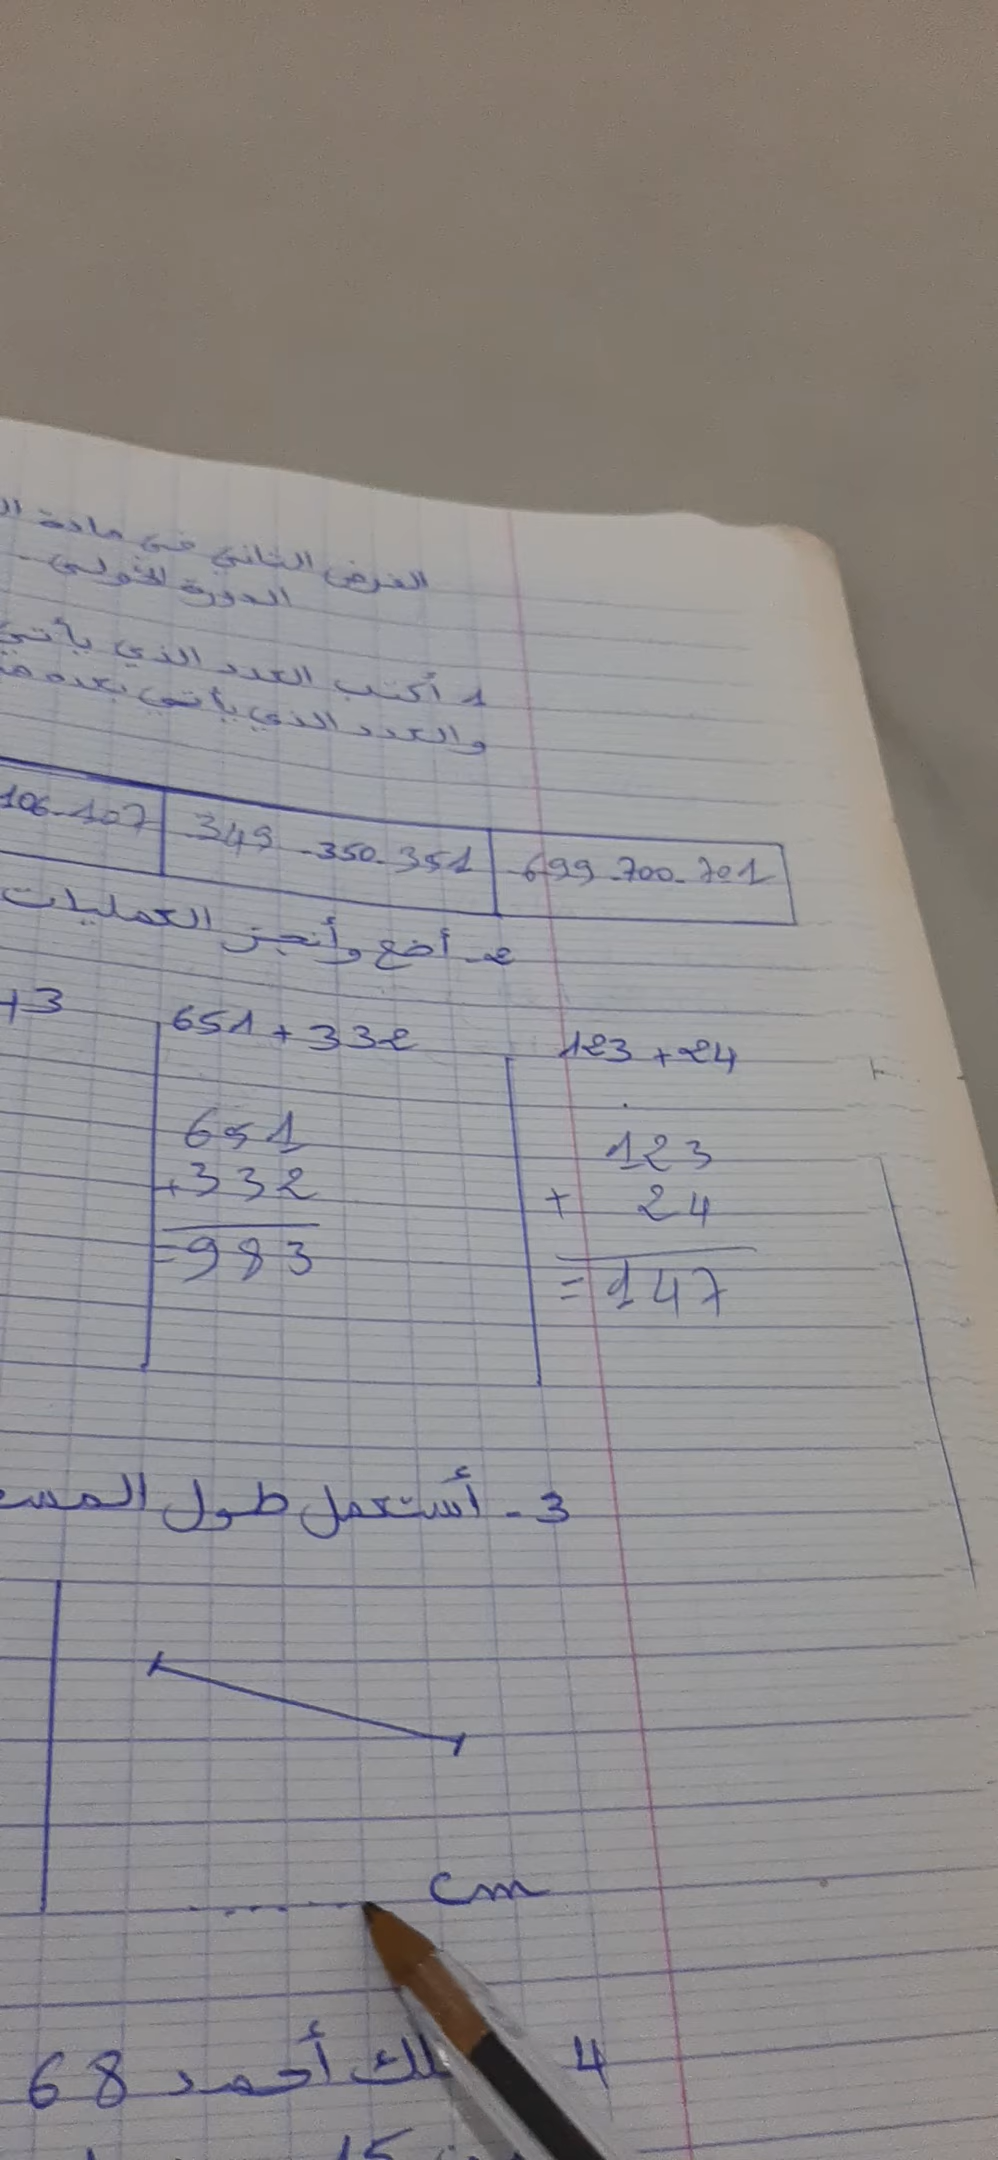 الفرض الثاني في مادة
الدورة الأولى -
1 أكتب العدد الذي يأتي
والعدد الذي يأتي بعده
106-107 349-350-351 699-700-701
2- أضع وأنجز العمليات
+3 651+332 123+24
651 123
+332 + 24
=983 =147
3- أستعمل طول
cm
4 أحمد 68
15